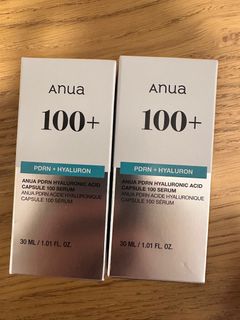 Anua
100+
PDRN + HYALURON
ANUA PDRN HYALURONIC ACID
CAPSULE 100 SERUM
ANUA PDRN ACIDE HYALURONIQUE
CAPSULE 100 SÉRUM
30 ML / 1.01 FL. OZ.
Anua
100+
PDRN + HYALURON
ANUA PDRN HYALURONIC ACID
CAPSULE 100 SERUM
ANUA PDRN ACIDE HYALURONIQUE
CAPSULE 100 SÉRUM
30 ML / 1.01 FL. OZ.